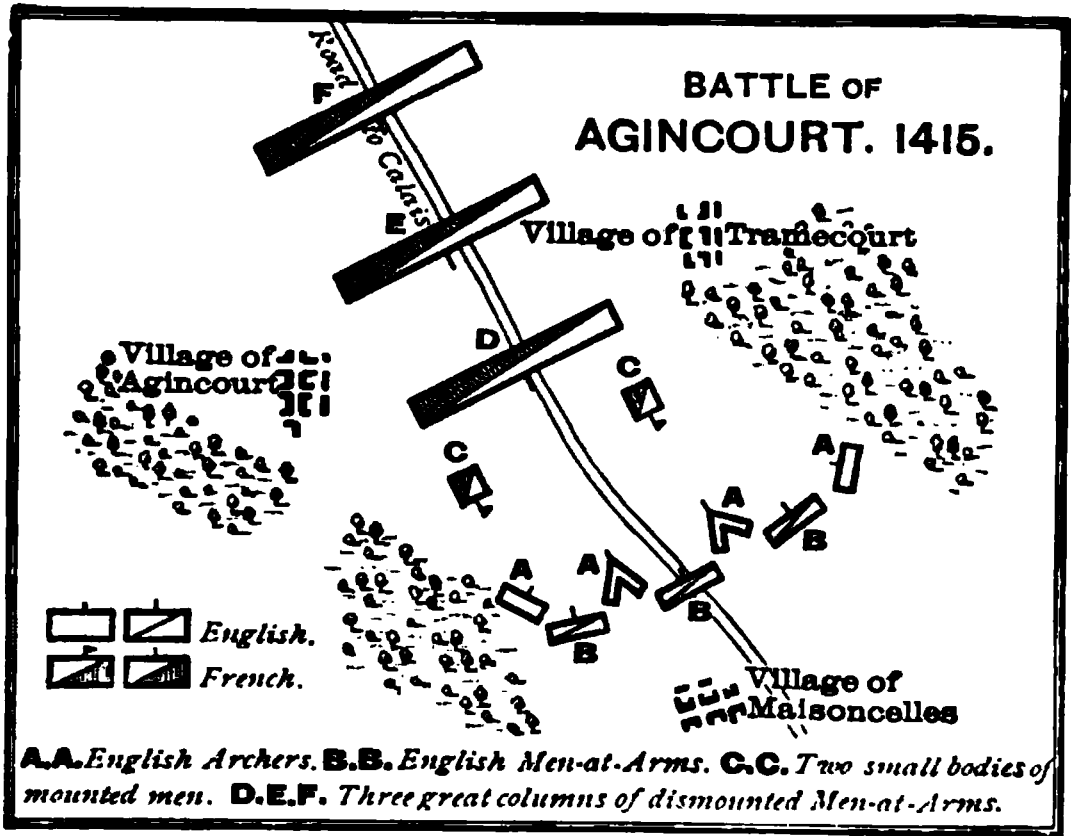 BATTLE OF
AGINCOURT. 1415.
Road to Calais
F
E
Village of Tramecourt
D
C
Village of
Agincourt
C
A
A
B
A
A
B
B
B
English.
French.
Village of
Maisoncelles
A.A. English Archers. B.B. English Men-at-Arms. C.C. Two small bodies of
mounted men. D.E.F. Three great columns of dismounted Men-at-Arms.